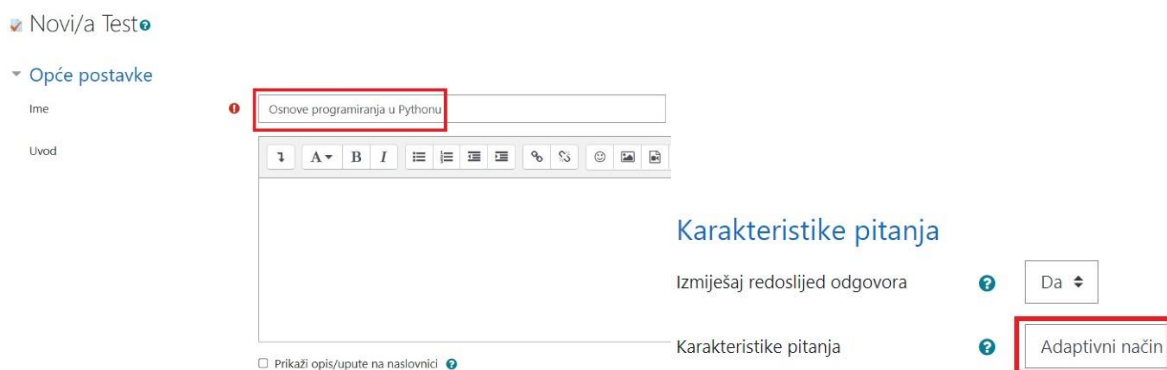 Novi/a Test
Opće postavke
Ime
Osnove programiranja u Pythonu
Uvod
A B I
Prikaži opis/upute na naslovnici
Karakteristike pitanja
Izmiješaj redoslijed odgovora
Da
Karakteristike pitanja
Adaptivni način